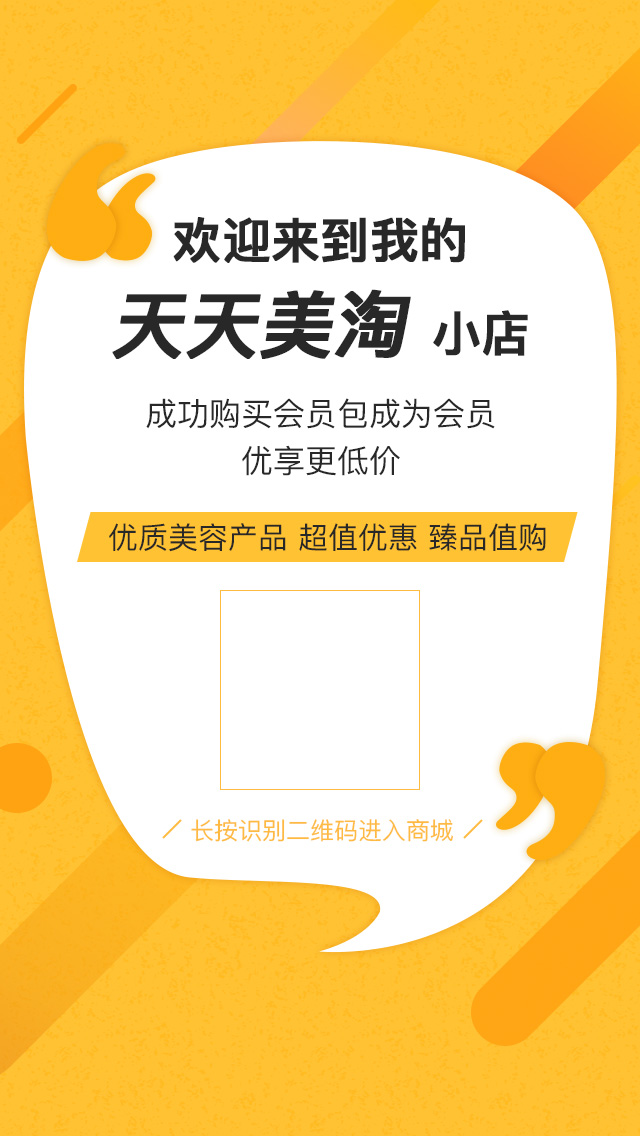 欢迎来到我的
天天美淘 小店
成功购买会员包成为会员
优享更低价
优质美容产品 超值优惠 臻品值购
长按识别二维码进入商城